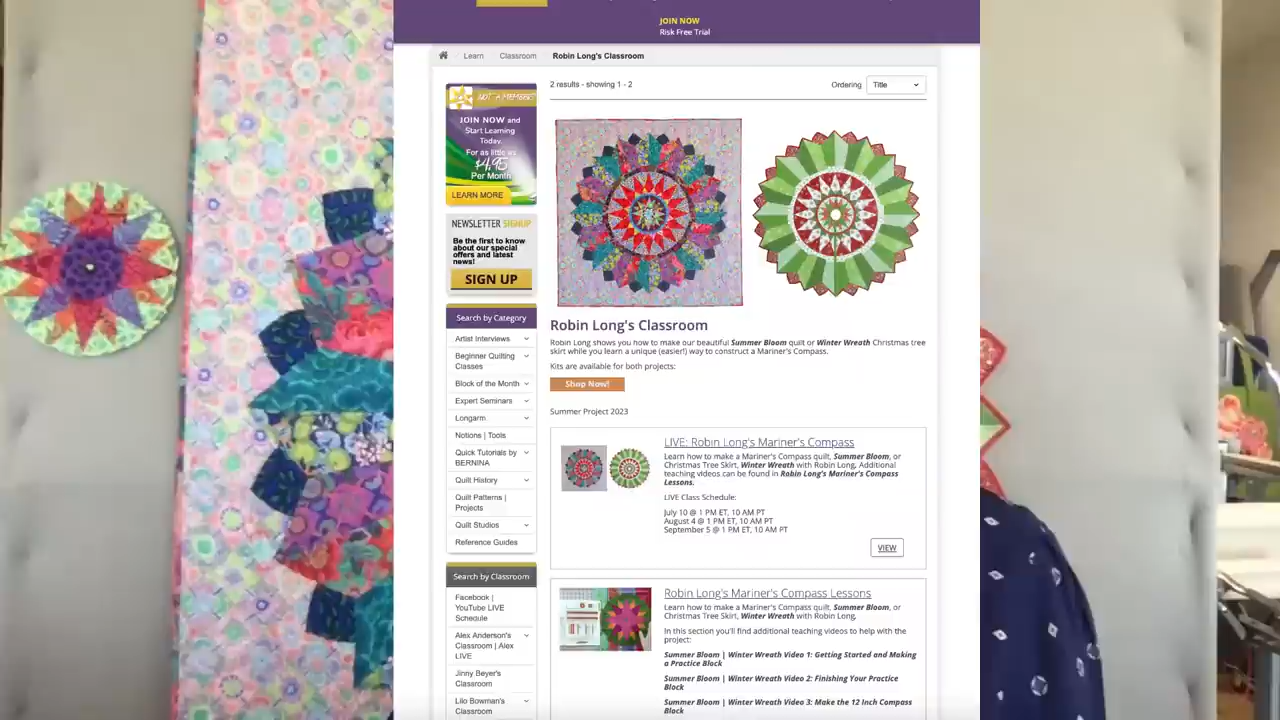 JOIN NOW
Risk Free Trial
Learn
Classroom
Robin Long's Classroom
NOT A MEMBER
JOIN NOW and
Start Learning
Today.
For as little as
$4.95
Per Month
LEARN MORE
NEWSLETTER SIGNUP
Be the first to know
about our special
offers and latest
news!
SIGN UP
Search by Category
Artist Interviews
Beginner Quilting
Classes
Block of the Month
Expert Seminars
Longarm
Notions | Tools
Quick Tutorials by
BERNINA
Quilt History
Quilt Patterns |
Projects
Quilt Studios
Reference Guides
Search by Classroom
Facebook |
YouTube LIVE
Schedule
Alex Anderson's
Classroom | Alex
LIVE
Jinny Beyer's
Classroom
Lilo Bowman's
Classroom
2 results - showing 1 - 2
Ordering
Title
Robin Long's Classroom
Robin Long shows you how to make our beautiful Summer Bloom quilt or Winter Wreath Christmas tree
skirt while you learn a unique (easier!) way to construct a Mariner's Compass.
Kits are available for both projects:
Shop Now!
Summer Project 2023
LIVE: Robin Long's Mariner's Compass
Learn how to make a Mariner's Compass quilt, Summer Bloom, or
Christmas Tree Skirt, Winter Wreath with Robin Long. Additional
teaching videos can be found in Robin Long's Mariner's Compass
Lessons.
LIVE Class Schedule:
July 10 @ 1 PM ET, 10 AM PT
August 4 @ 1 PM ET, 10 AM PT
September 5 @ 1 PM ET, 10 AM PT
VIEW
Robin Long's Mariner's Compass Lessons
Learn how to make a Mariner's Compass quilt, Summer Bloom, or
Christmas Tree Skirt, Winter Wreath with Robin Long.
In this section you'll find additional teaching videos to help with the
project:
Summer Bloom | Winter Wreath Video 1: Getting Started and Making
a Practice Block
Summer Bloom | Winter Wreath Video 2: Finishing Your Practice
Block
Summer Bloom | Winter Wreath Video 3: Make the 12 Inch Compass
Block